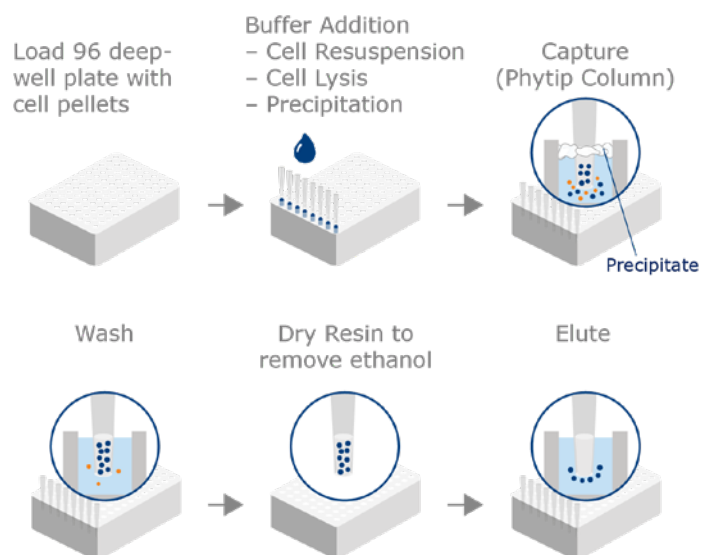 Load 96 deep-
well plate with
cell pellets
Buffer Addition
– Cell Resuspension
– Cell Lysis
– Precipitation
Capture
(Phytip Column)
Precipitate
Wash
Dry Resin to
remove ethanol
Elute